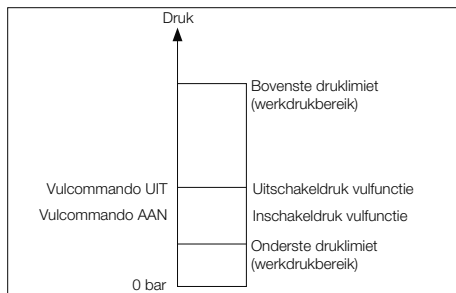 Druk
Bovenste druklimiet
(werkdrukbereik)
Vulcommando UIT
Uitschakeldruk vulfunctie
Vulcommando AAN
Inschakeldruk vulfunctie
Onderste druklimiet
(werkdrukbereik)
0 bar